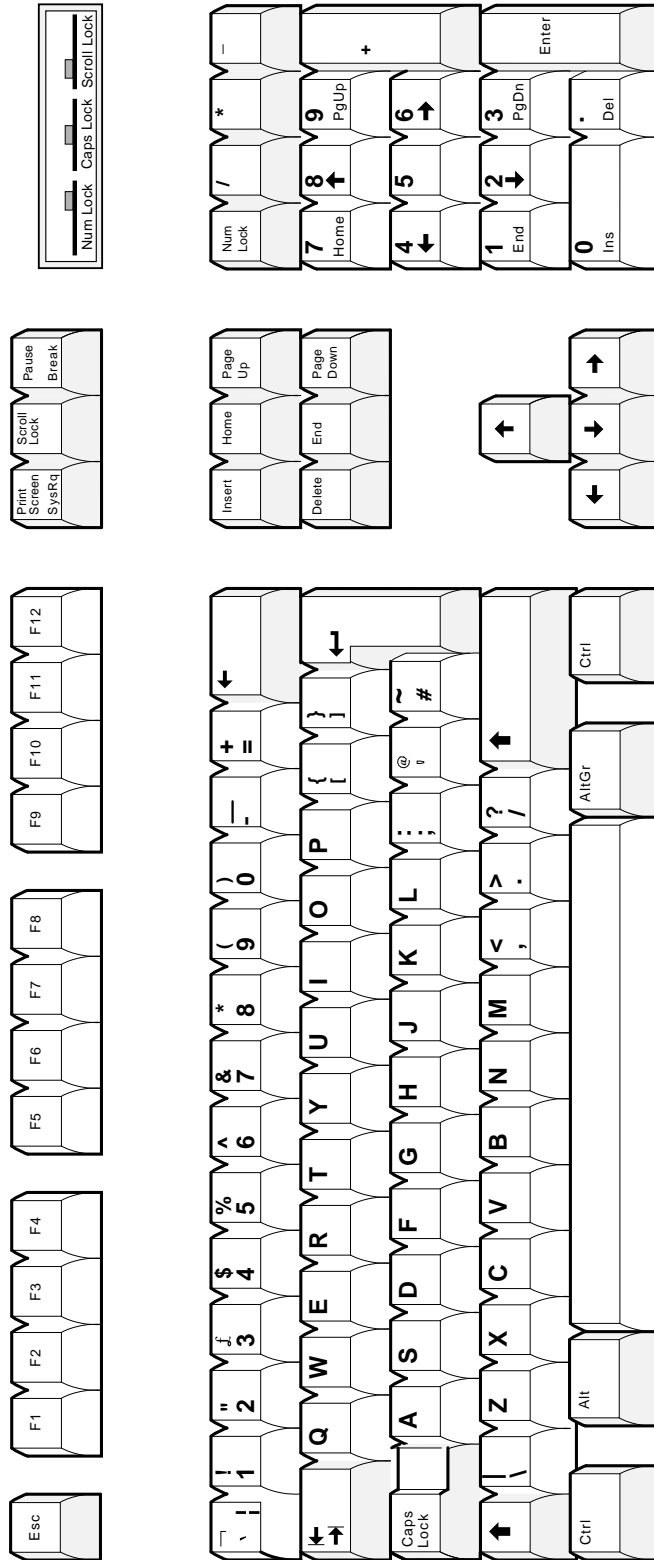 Esc
F1
F2
F3
F4
F5
F6
F7
F8
F9
F10
F11
F12
Print
Screen
SysRq
Scroll
Lock
Pause
Break
Num Lock
Caps Lock
Scroll Lock
¬
` ¦
!
1
"
2
£
3
$
4
%
5
^
6
&
7
*
8
(
9
)
0
_
-
+
=
←
Insert
Home
Page
Up
Num
Lock
/
*
-
Q
W
E
R
T
Y
U
I
O
P
{
[
}
]
↵
Delete
End
Page
Down
7
Home
8
↑
9
PgUp
+
Caps
Lock
A
S
D
F
G
H
J
K
L
:
;
@
'
~
#
4
←
5
6
→
↑
|
\
Z
X
C
V
B
N
M
<
,
>
.
?
/
↑
↑
1
End
2
↓
3
PgDn
Enter
Ctrl
Alt
AltGr
Ctrl
←
↓
→
0
Ins
.
Del